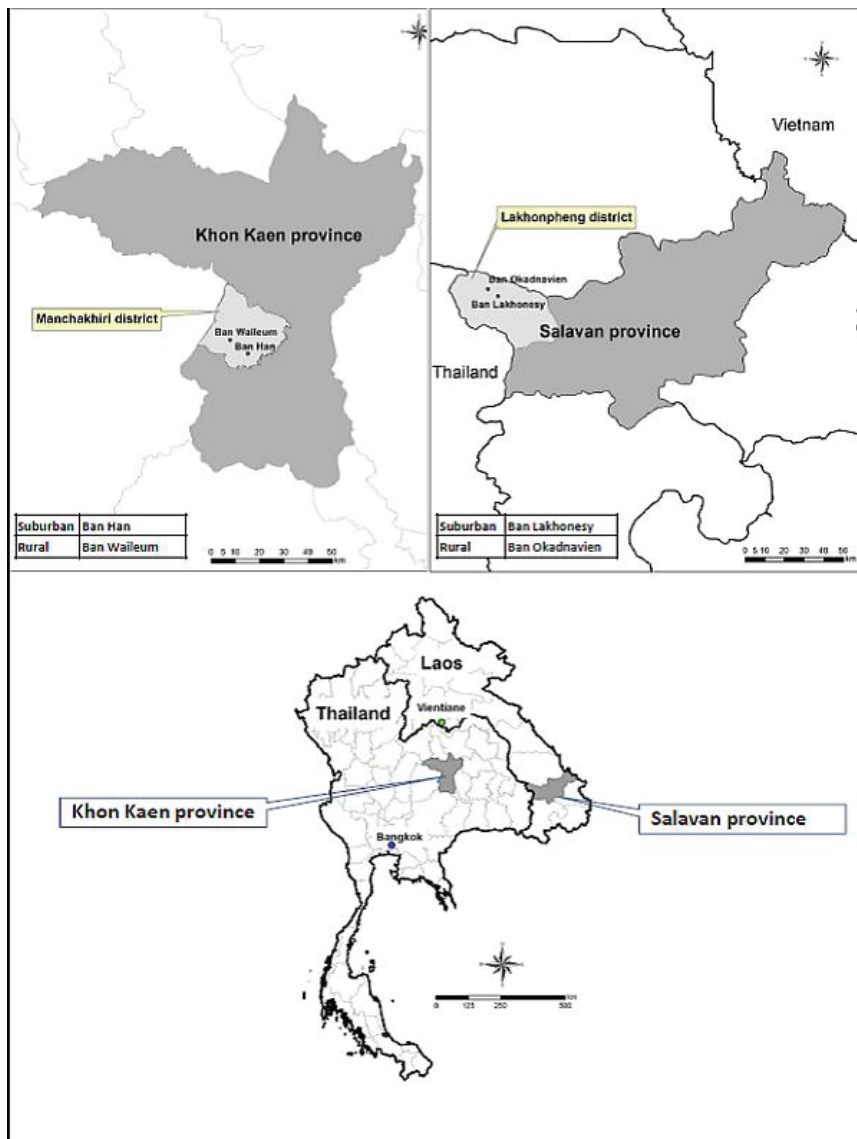 Khon Kaen province
Manchakhiri district
Ban Waileum
Ban Han
Suburban Ban Han
Rural Ban Waileum
0 5 10 20 30 40 50
km
Vietnam
Lakhonpheng district
Ban Okadnavien
Ban Lakhonesy
Salavan province
Thailand
Suburban Ban Lakhonesy
Rural Ban Okadnavien
0 5 10 20 30 40 50
km
Laos
Thailand
Vientiane
Khon Kaen province
Salavan province
Bangkok
0 125 250 500
km